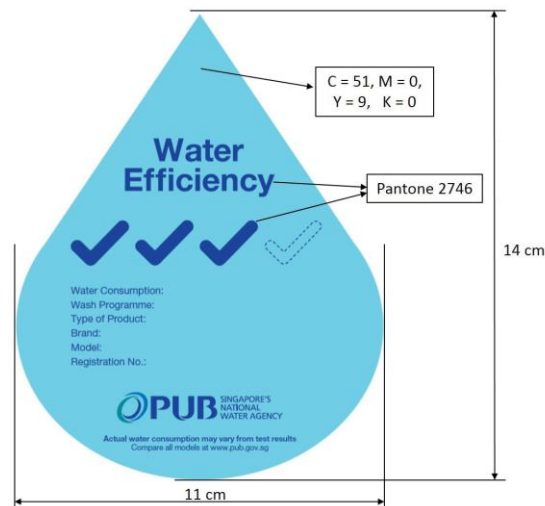 C = 51, M = 0,
Y = 9, K = 0
Water
Efficiency
Pantone 2746
14 cm
Water Consumption:
Wash Programme:
Type of Product:
Brand:
Model:
Registration No.:
PUB SINGAPORE'S
NATIONAL
WATER AGENCY
Actual water consumption may vary from test results
Compare all models at www.pub.gov.sg
11 cm